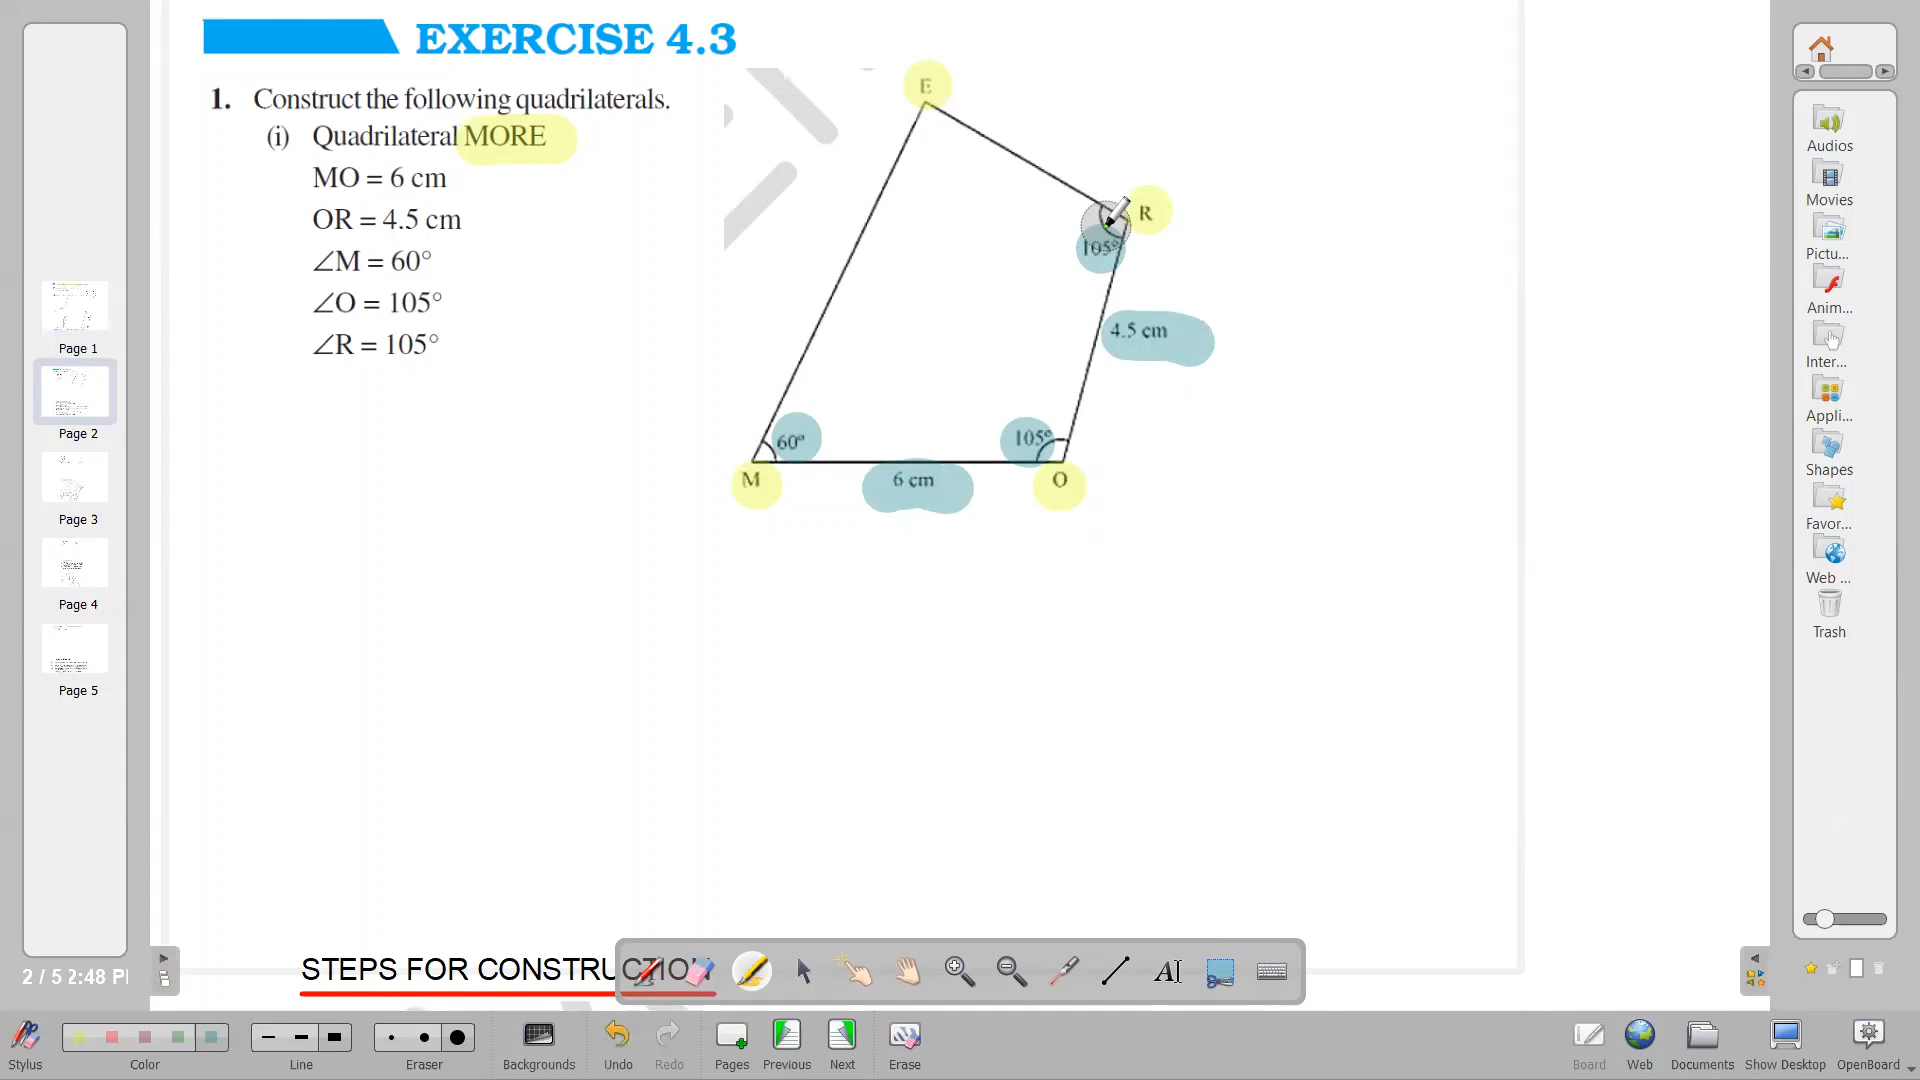 EXERCISE 4.3
1. Construct the following quadrilaterals.
(i) Quadrilateral MORE
MO = 6 cm
OR = 4.5 cm
∠M = 60°
∠O = 105°
∠R = 105°
E
R
105°
4.5 cm
60°
105°
M
6 cm
O
STEPS FOR CONSTRUCTION
Page 1
Page 2
Page 3
Page 4
Page 5
2 / 5 2:48 P
Audios
Movies
Pictu...
Anim...
Inter...
Appli...
Shapes
Favor...
Web ...
Trash
Stylus
Color
Line
Eraser
Backgrounds
Undo
Redo
Pages
Previous
Next
Erase
Board
Web
Documents
Show Desktop
OpenBoard